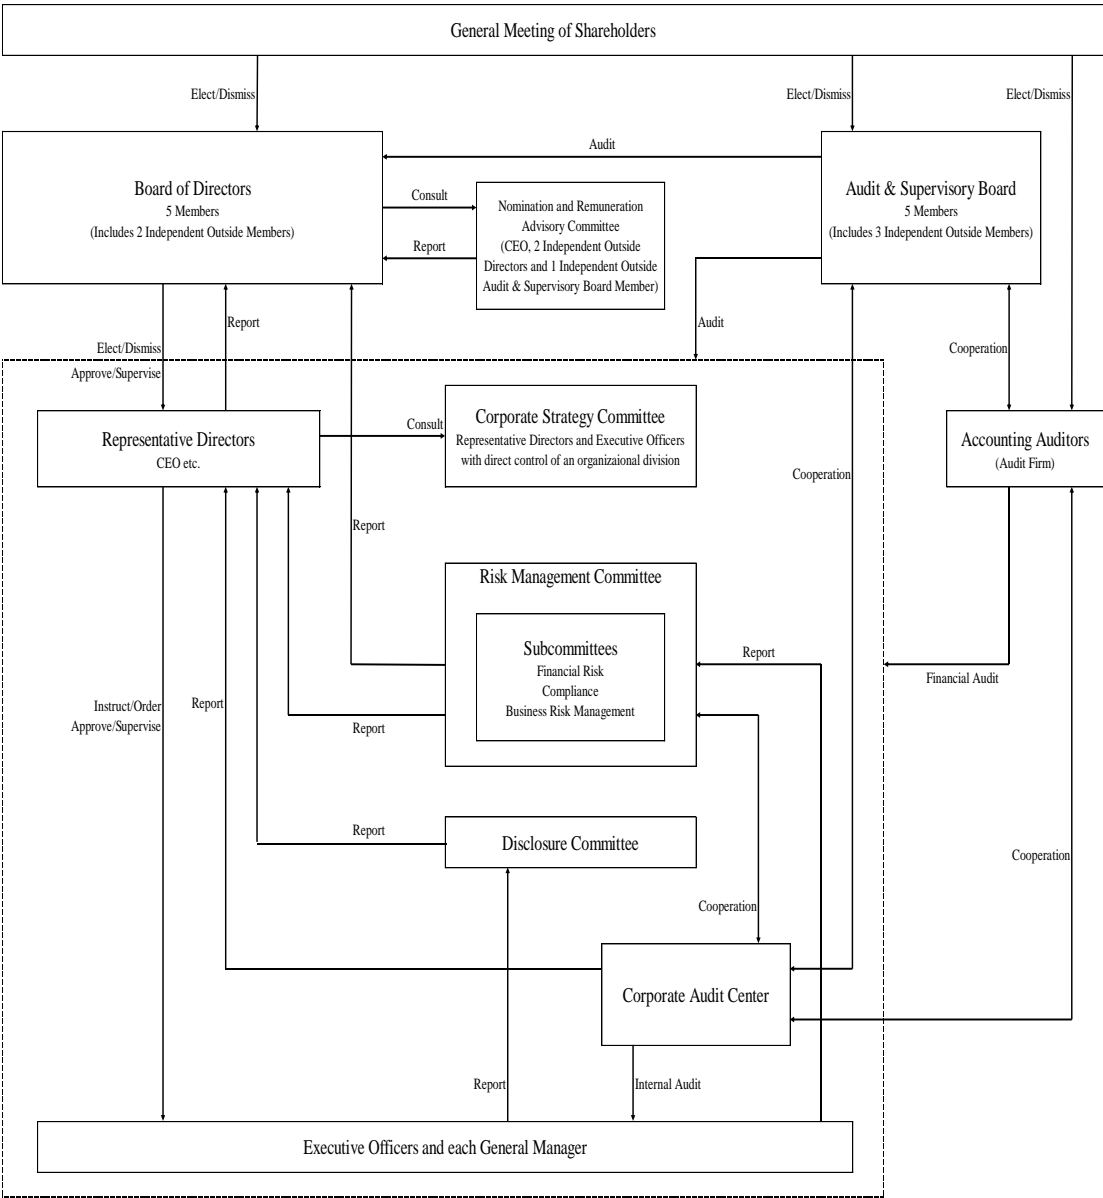 General Meeting of Shareholders
Elect/Dismiss
Elect/Dismiss
Elect/Dismiss
Audit
Board of Directors
5 Members
(Includes 2 Independent Outside Members)
Consult
Report
Nomination and Remuneration
Advisory Committee
(CEO, 2 Independent Outside
Directors and 1 Independent Outside
Audit & Supervisory Board Member)
Audit & Supervisory Board
5 Members
(Includes 3 Independent Outside Members)
Report
Audit
Elect/Dismiss
Approve/Supervise
Cooperation
Representative Directors
CEO etc.
Consult
Corporate Strategy Committee
Representative Directors and Executive Officers
with direct control of an organizaional division
Accounting Auditors
(Audit Firm)
Cooperation
Report
Risk Management Committee
Subcommittees
Financial Risk
Compliance
Business Risk Management
Report
Financial Audit
Instruct/Order
Approve/Supervise
Report
Report
Report
Disclosure Committee
Cooperation
Cooperation
Corporate Audit Center
Report
Internal Audit
Executive Officers and each General Manager